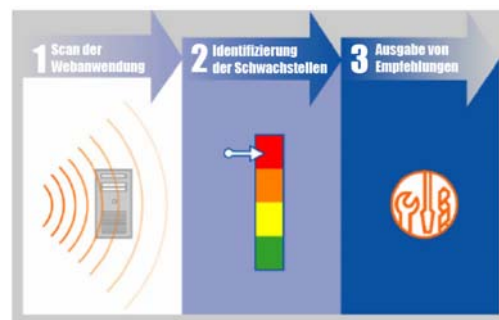 1 Scan der
Webanwendung
2 Identifizierung
der Schwachstellen
3 Ausgabe von
Empfehlungen